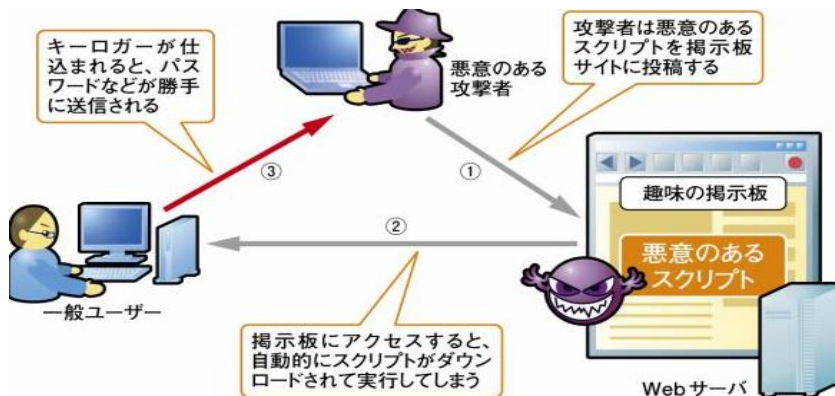 キーロガーが仕
込まれると、パス
ワードなどが勝手
に送信される
悪意のある
攻撃者
攻撃者は悪意のある
スクリプトを掲示板
サイトに投稿する
③
①
趣味の掲示板
②
悪意のある
スクリプト
一般ユーザー
掲示板にアクセスすると、
自動的にスクリプトがダウン
ロードされて実行してしまう
Webサーバ